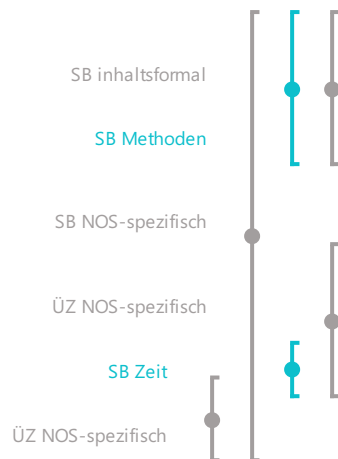 SB inhaltsformal
SB Methoden
SB NOS-spezifisch
ÜZ NOS-spezifisch
SB Zeit
ÜZ NOS-spezifisch